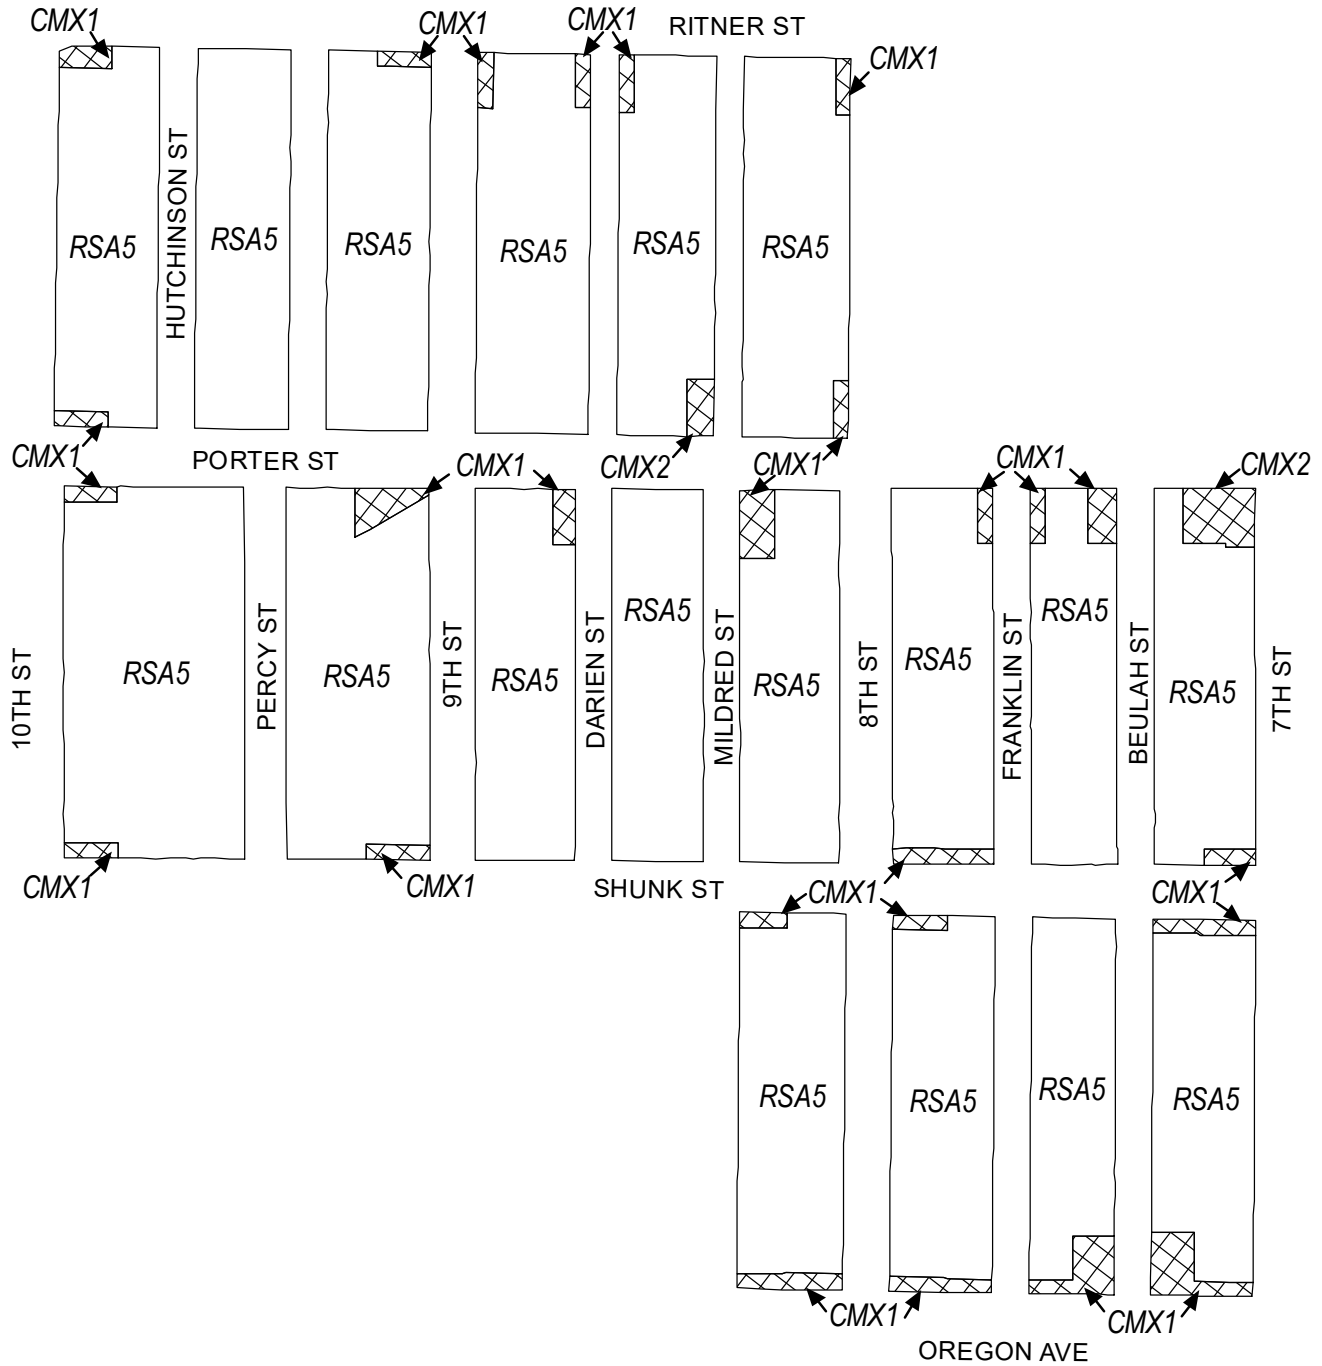 CMX1
CMX1
CMX1
RITNER ST
CMX1
HUTCHINSON ST
RSA5
RSA5
RSA5
RSA5
RSA5
RSA5
CMX1
PORTER ST
CMX1
CMX2
CMX1
CMX1
CMX2
10TH ST
RSA5
PERCY ST
RSA5
9TH ST
RSA5
DARIEN ST
RSA5
MILDRED ST
RSA5
8TH ST
RSA5
FRANKLIN ST
RSA5
BEULAH ST
RSA5
7TH ST
CMX1
CMX1
SHUNK ST
CMX1
CMX1
RSA5
RSA5
RSA5
RSA5
CMX1
CMX1
OREGON AVE